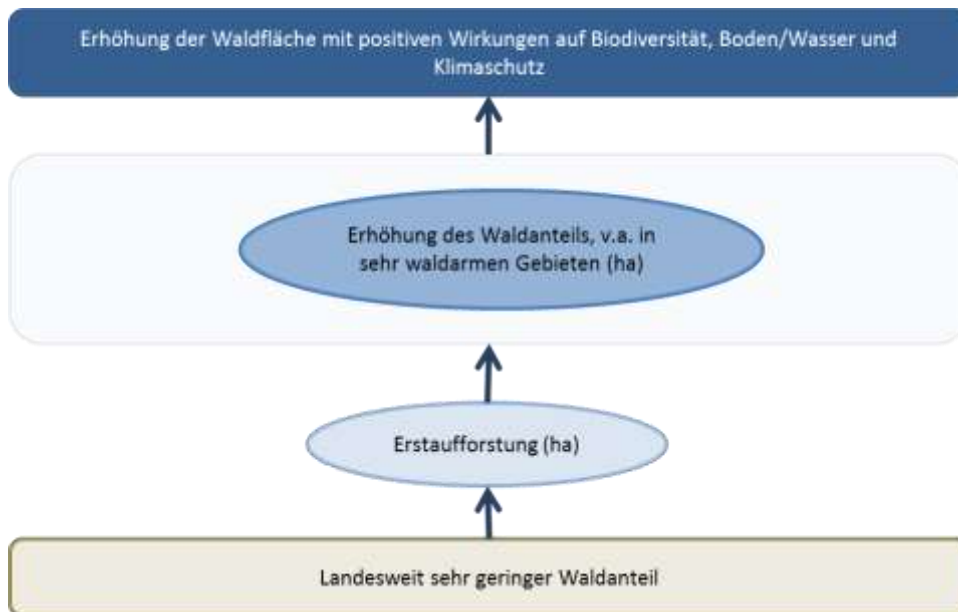 Erhöhung der Waldfläche mit positiven Wirkungen auf Biodiversität, Boden/Wasser und
Klimaschutz
Erhöhung des Waldanteils, v.a. in
sehr waldarmen Gebieten (ha)
Erstaufforstung (ha)
Landesweit sehr geringer Waldanteil